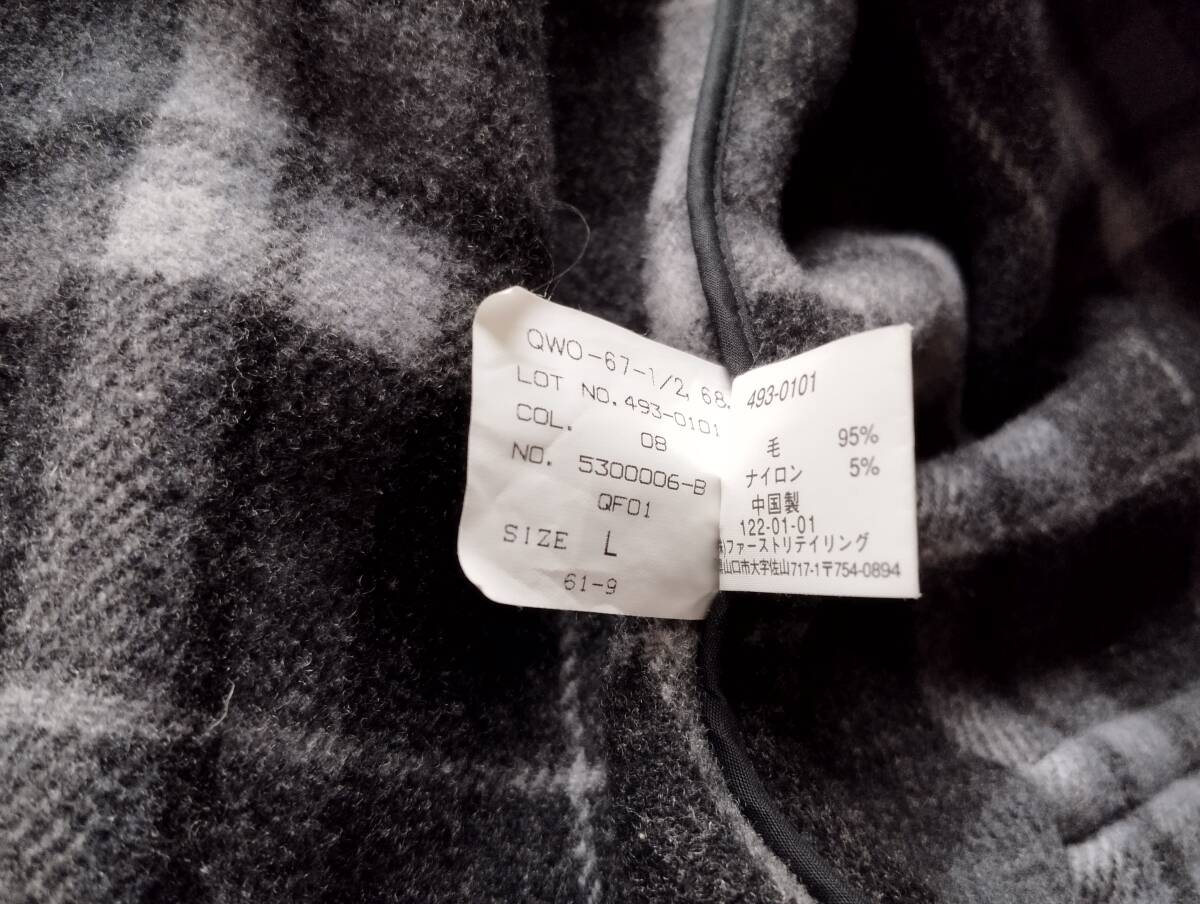 QWO-67-1/2, 68.
LOT NO. 493-0101
COL. 08
NO. 5300006-B
QF01
SIZE L
61-9
493-0101
毛 95%
ナイロン 5%
中国製
122-01-01
ファーストリテイリング
山口市大字佐山717-1〒754-0894